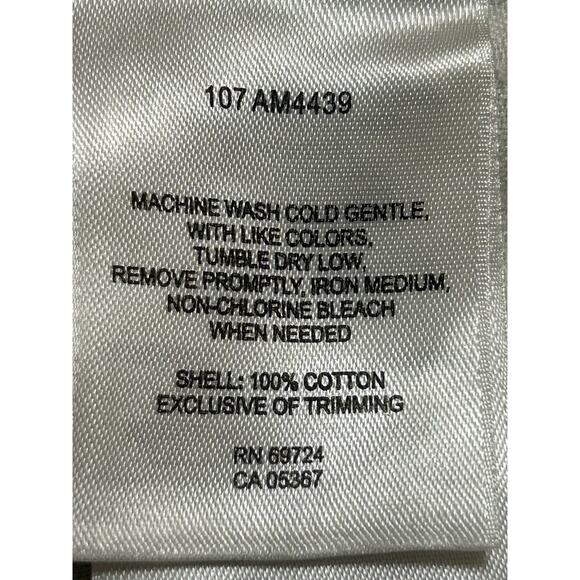 107 AM4439
MACHINE WASH COLD GENTLE,
WITH LIKE COLORS,
TUMBLE DRY LOW,
REMOVE PROMPTLY, IRON MEDIUM,
NON-CHLORINE BLEACH
WHEN NEEDED
SHELL: 100% COTTON
EXCLUSIVE OF TRIMMING
RN 69724
CA 05367